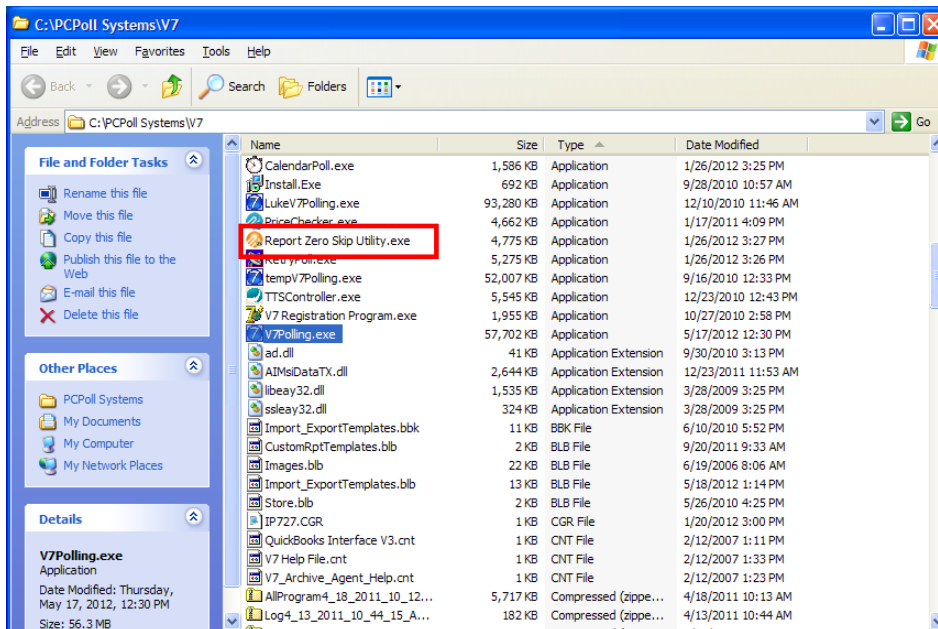 C:\PCPoll Systems\V7
File Edit View Favorites Tools Help
Back Search Folders
Address C:\PCPoll Systems\V7 Go
File and Folder Tasks
Rename this file
Move this file
Copy this file
Publish this file to the
Web
E-mail this file
Delete this file
Other Places
PCPoll Systems
My Documents
My Computer
My Network Places
Details
V7Polling.exe
Application
Date Modified: Thursday,
May 17, 2012, 12:30 PM
Size: 56.3 MB
Name Size Type Date Modified
CalendarPoll.exe 1,586 KB Application 1/26/2012 3:25 PM
Install.Exe 692 KB Application 9/28/2010 10:57 AM
LukeV7Polling.exe 93,280 KB Application 12/10/2010 11:46 AM
PriceChecker.exe 4,662 KB Application 1/17/2011 4:09 PM
Report Zero Skip Utility.exe 4,775 KB Application 1/26/2012 3:27 PM
RetryPoll.exe 5,275 KB Application 1/26/2012 3:26 PM
tempV7Polling.exe 52,007 KB Application 9/16/2010 12:33 PM
TTSController.exe 5,545 KB Application 12/23/2010 12:43 PM
V7 Registration Program.exe 1,955 KB Application 10/27/2010 2:58 PM
V7Polling.exe 57,702 KB Application 5/17/2012 12:30 PM
ad.dll 41 KB Application Extension 9/30/2010 3:13 PM
AIMsiDataTX.dll 2,644 KB Application Extension 12/23/2011 11:53 AM
libeay32.dll 1,535 KB Application Extension 3/28/2009 3:25 PM
ssleay32.dll 324 KB Application Extension 3/28/2009 3:25 PM
Import_ExportTemplates.bbk 11 KB BBK File 6/10/2010 5:52 PM
CustomRptTemplates.blb 2 KB BLB File 9/20/2011 9:33 AM
Images.blb 22 KB BLB File 6/19/2006 8:06 AM
Import_ExportTemplates.blb 13 KB BLB File 5/18/2012 1:14 PM
Store.blb 2 KB BLB File 5/26/2010 4:25 PM
IP727.CGR 1 KB CGR File 1/20/2012 3:00 PM
QuickBooks Interface V3.cnt 1 KB CNT File 2/12/2007 1:11 PM
V7 Help File.cnt 1 KB CNT File 2/12/2007 1:33 PM
V7_Archive_Agent_Help.cnt 1 KB CNT File 2/12/2007 1:23 PM
AllProgram4_18_2011_10_12... 5,717 KB Compressed (zippe... 4/18/2011 10:13 AM
Log4_13_2011_10_44_15_A... 182 KB Compressed (zippe... 4/13/2011 10:44 AM